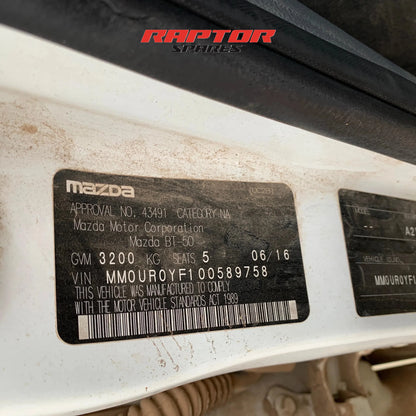 RAPTOR
SPARES
mazda
APPROVAL NO. 43491 CATEGORY NA
Mazda Motor Corporation
Mazda BT-50
GVM 3200 KG SEATS 5 06/16
VIN MM0UR0YF100589758
THIS VEHICLE WAS MANUFACTURED TO COMPLY
WITH THE MOTOR VEHICLE STANDARDS ACT 1989
MM0UR0YF1